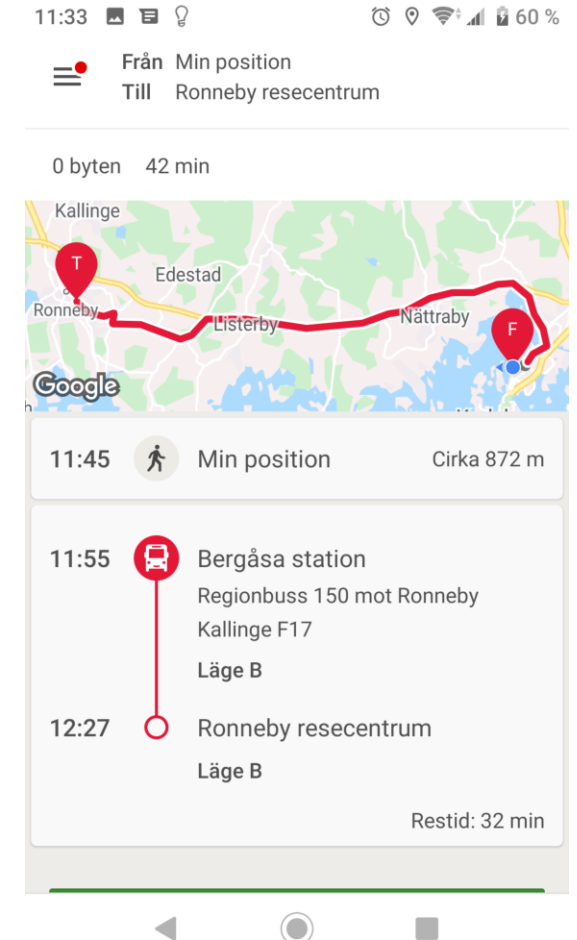 11:33 60 %
Från Min position
Till Ronneby resecentrum
0 byten 42 min
Kallinge
T
Edestad
Ronneby
Listerby
Nättraby
F
Google
11:45 Min position Cirka 872 m
11:55 Bergåsa station
Regionbuss 150 mot Ronneby
Kallinge F17
Läge B
12:27 Ronneby resecentrum
Läge B
Restid: 32 min